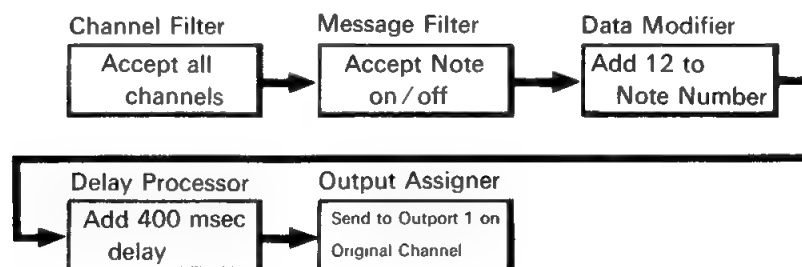 Channel Filter
Message Filter
Data Modifier
Accept all
channels
Accept Note
on/off
Add 12 to
Note Number
Delay Processor
Output Assigner
Add 400 msec
delay
Send to Outport 1 on
Original Channel